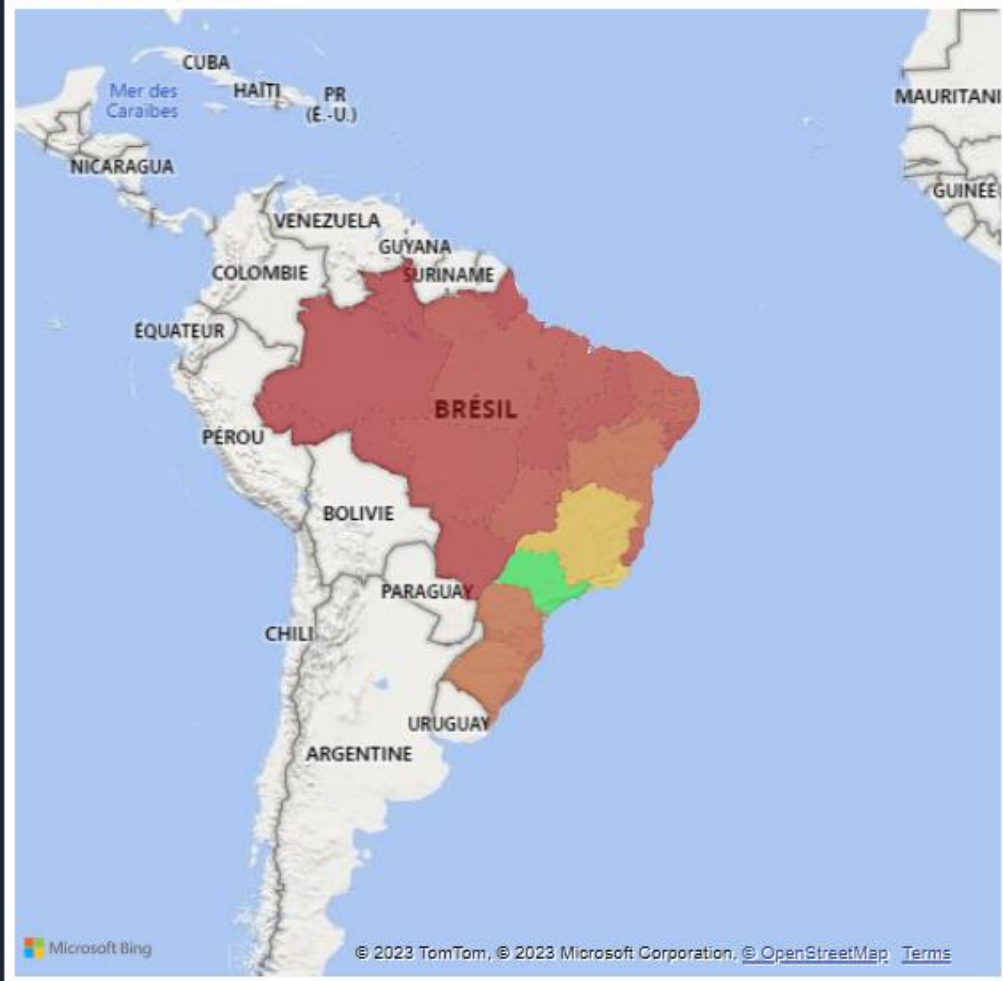 CUBA
Mer des
Caraïbes
HAÏTI
PR
(É.-U.)
MAURITANI
NICARAGUA
GUINÉE
VENEZUELA
GUYANA
COLOMBIE
SURINAME
ÉQUATEUR
BRÉSIL
PÉROU
BOLIVIE
PARAGUAY
CHILI
URUGUAY
ARGENTINE
Microsoft Bing
© 2023 TomTom, © 2023 Microsoft Corporation, © OpenStreetMap Terms